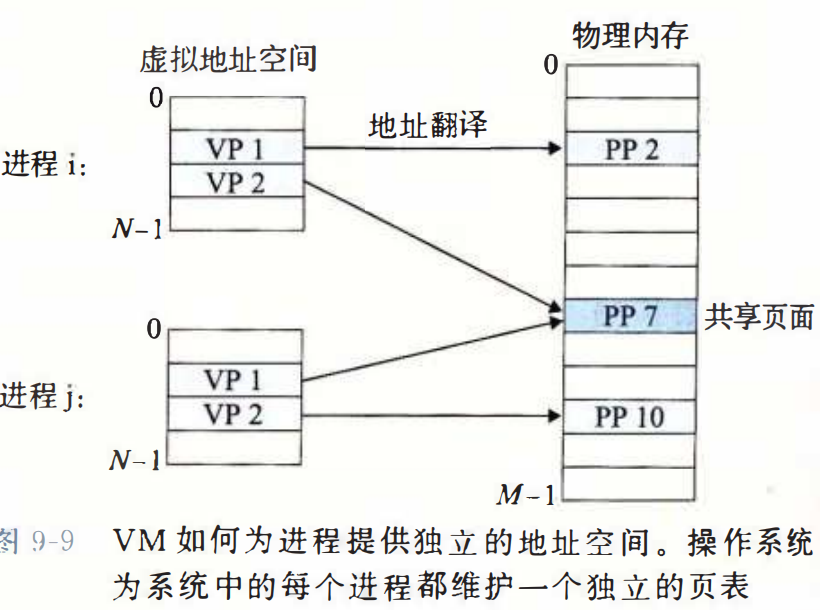 物理内存
虚拟地址空间
0
0
地址翻译
进程 i:
VP 1
PP 2
VP 2
N-1
PP 7
共享页面
0
进程 j:
VP 1
VP 2
PP 10
N-1
M-1
图 9-9 VM 如何为进程提供独立的地址空间。操作系统
为系统中的每个进程都维护一个独立的页表